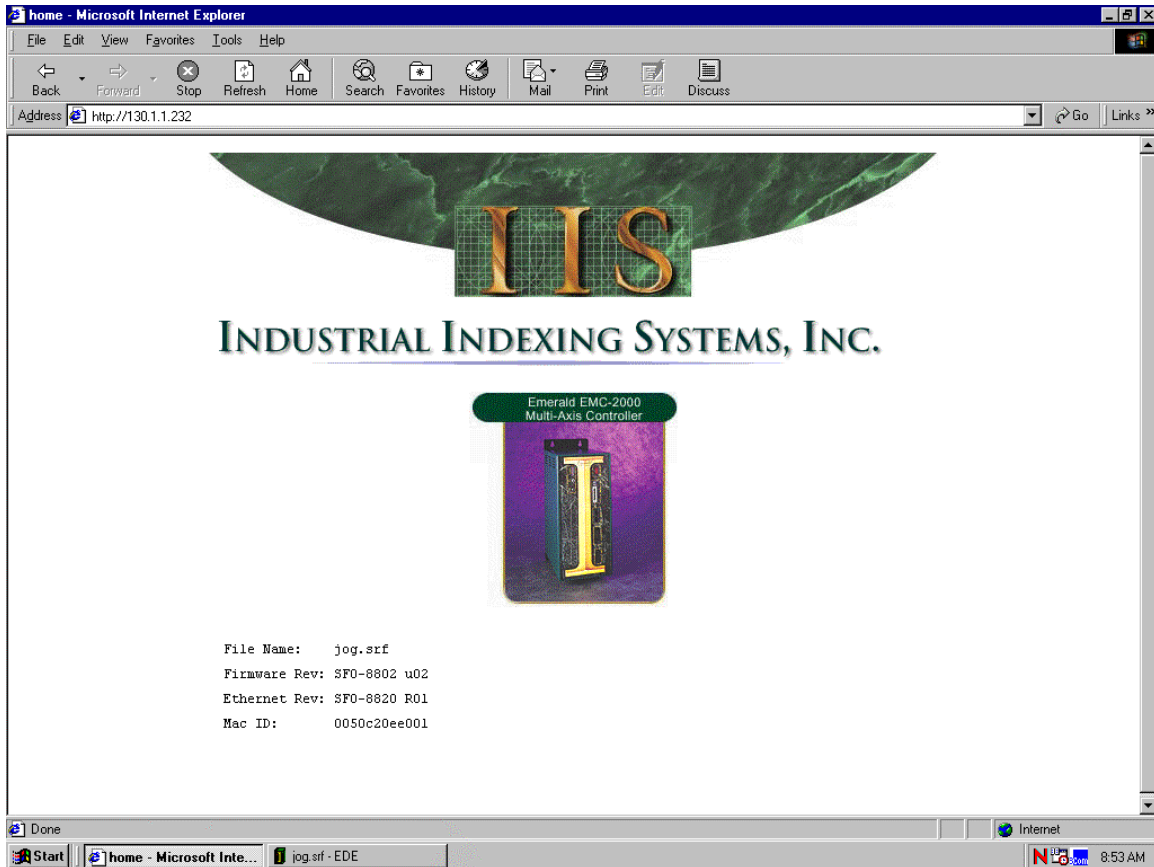 home - Microsoft Internet Explorer
File Edit View Favorites Tools Help
Back Forward Stop Refresh Home Search Favorites History Mail Print Edit Discuss
Address http://130.1.1.232 Go Links »
IIS
INDUSTRIAL INDEXING SYSTEMS, INC.
Emerald EMC-2000
Multi-Axis Controller
I
File Name: jog.srf
Firmware Rev: SFO-8802 u02
Ethernet Rev: SFO-8820 R01
Mac ID: 0050c20ee001
Done Internet
Start home - Microsoft Inte... jog.srf - EDE 8:53 AM